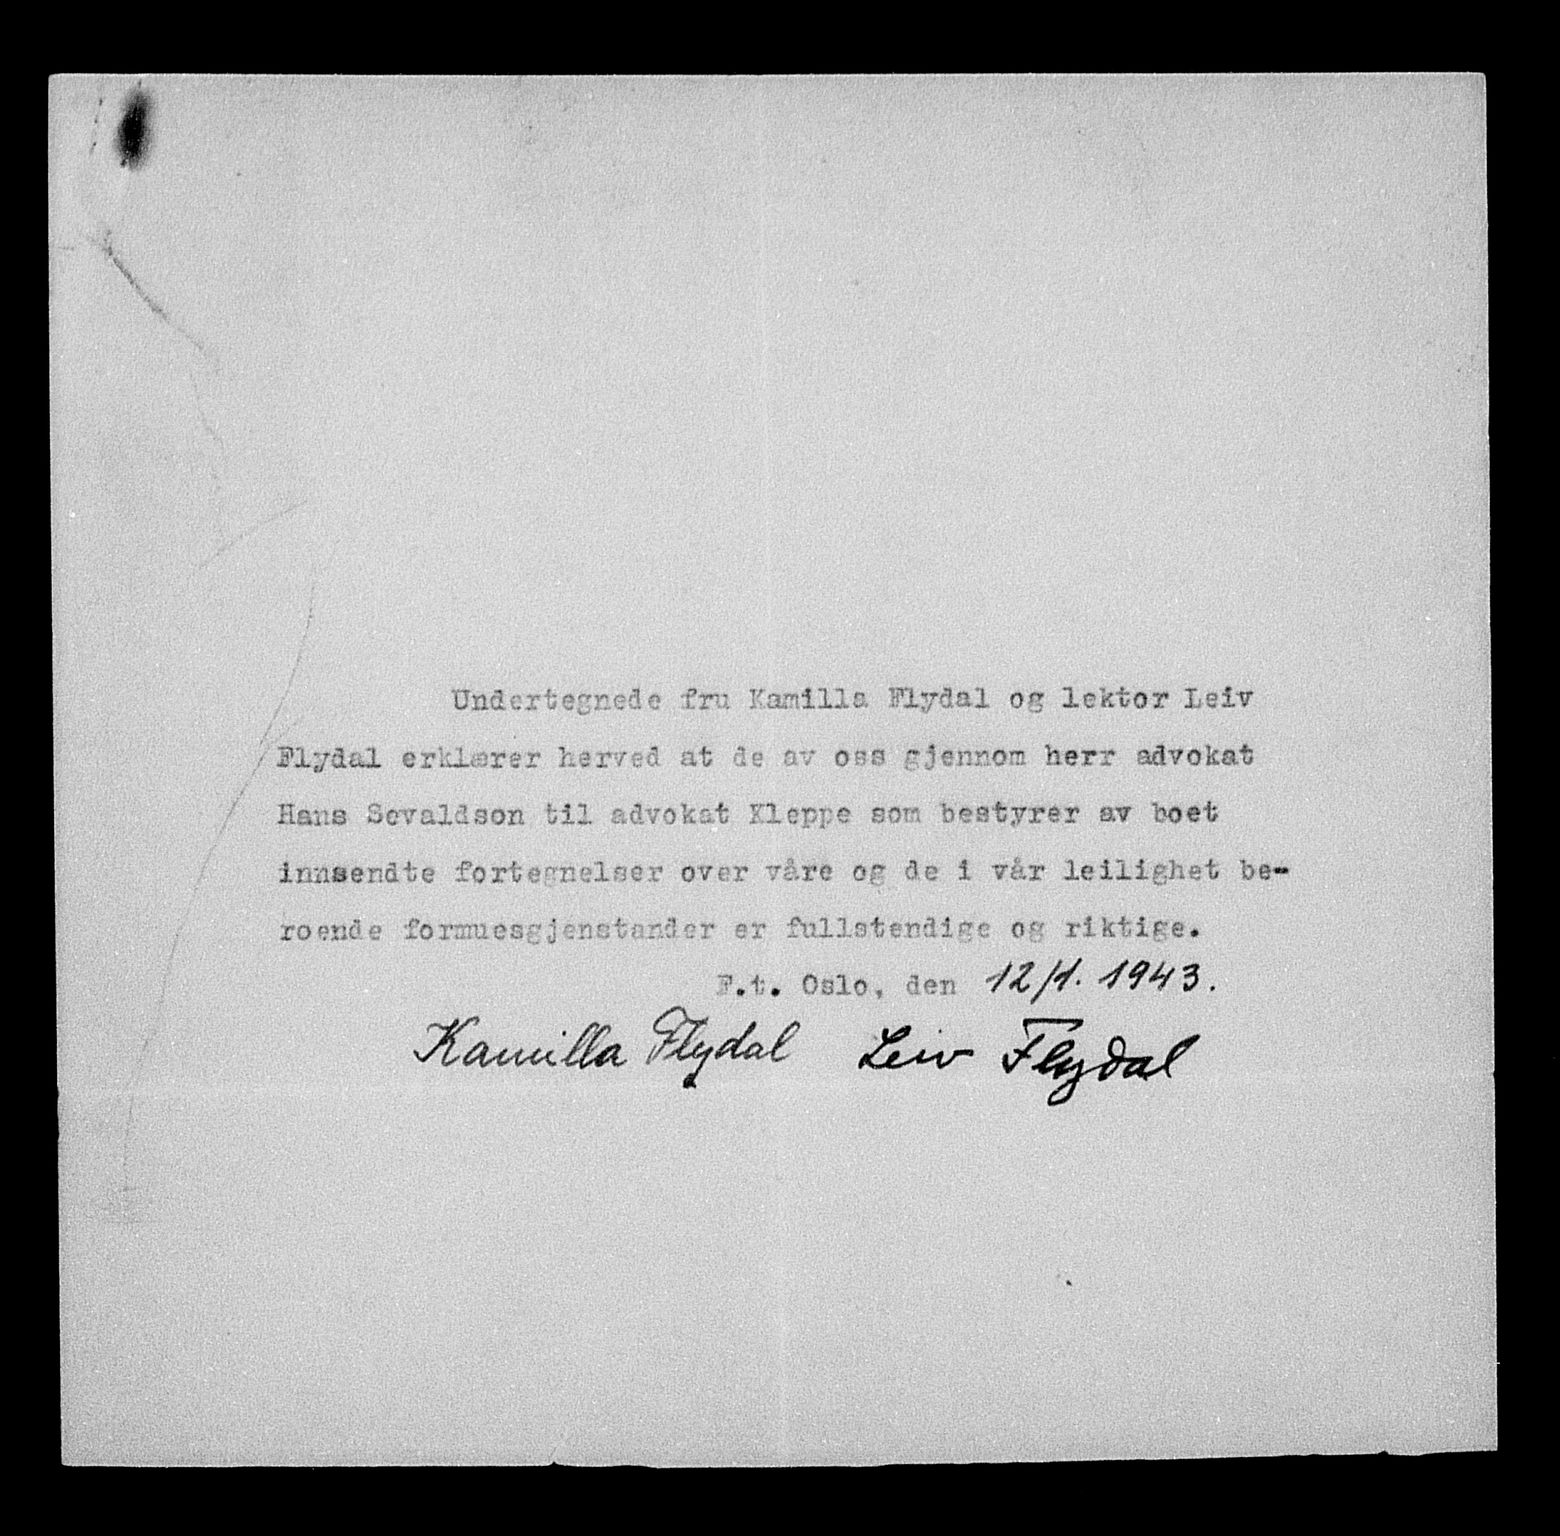 Undertegnede fru Kamilla Flydal og lektor Leiv
Flydal erklærer herved at de av oss gjennom herr advokat
Hans Sevaldson til advokat Kleppe som bestyrer av boet
innsendte fortegnelser over våre og de i vår leilighet be-
roende formuesgjenstander er fullstendige og riktige.
F.t. Oslo, den 12/1. 1943.
Kamilla Flydal Leiv Flydal